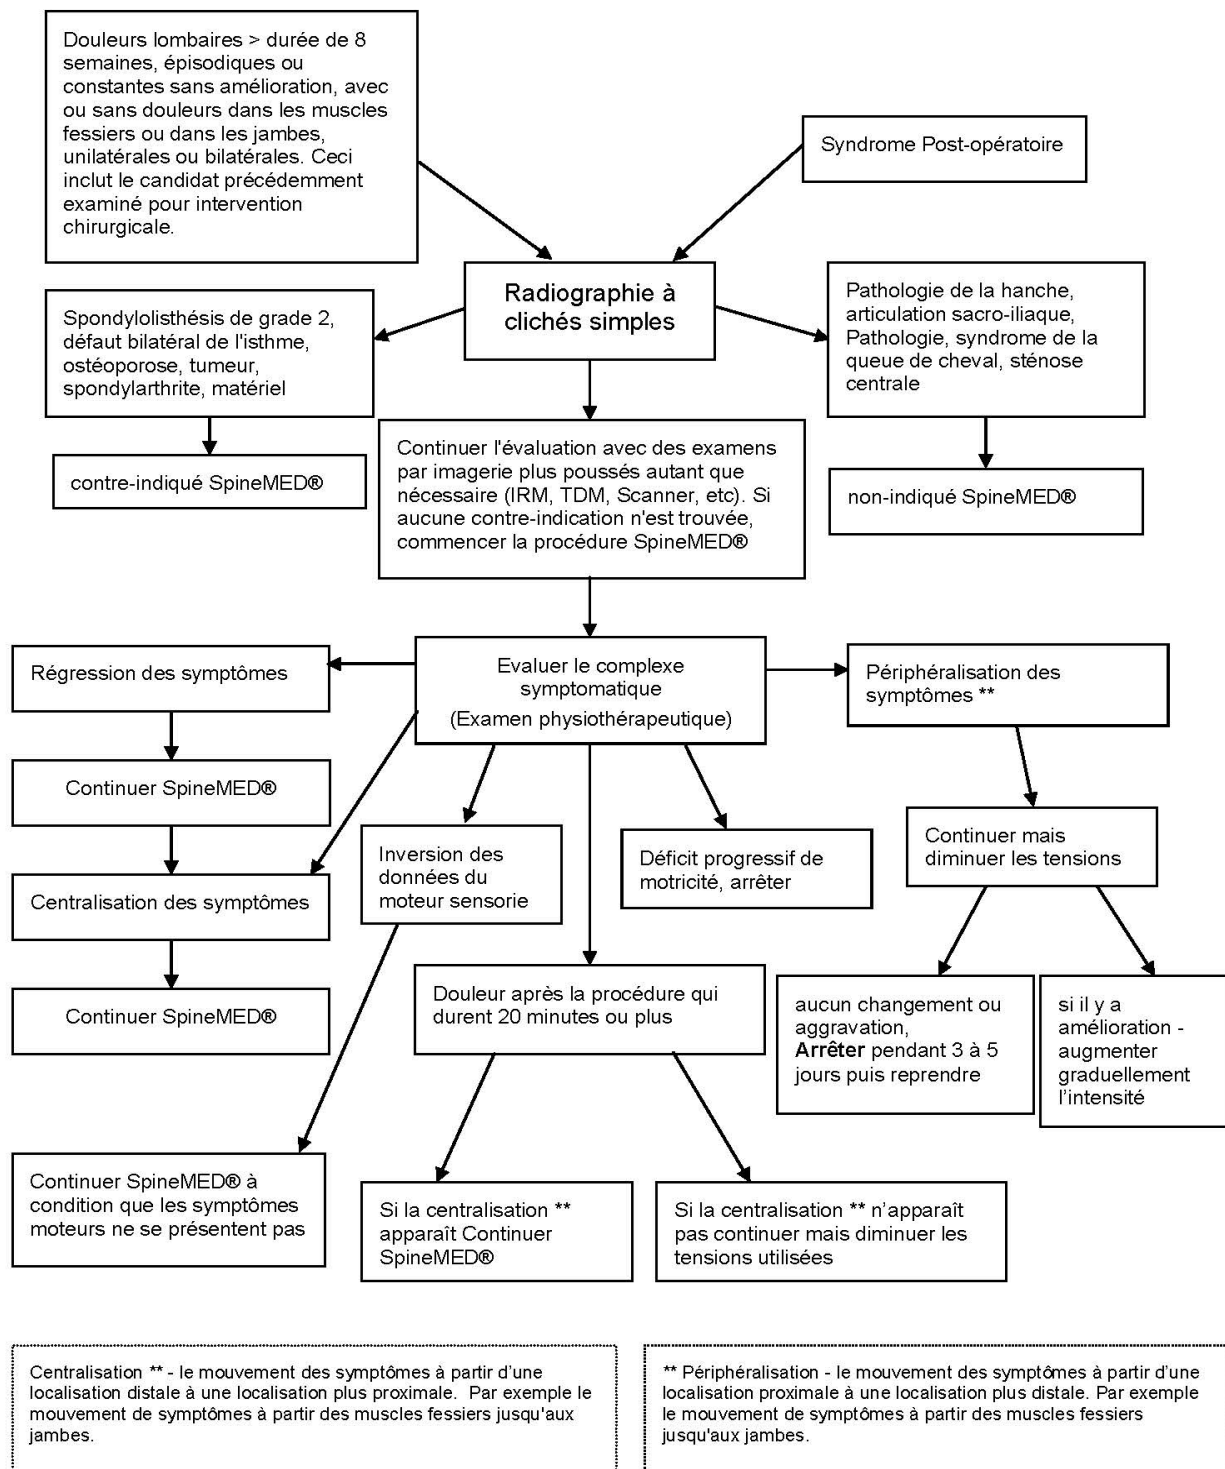 Douleurs lombaires > durée de 8
semaines, épisodiques ou
constantes sans amélioration, avec
ou sans douleurs dans les muscles
fessiers ou dans les jambes,
unilatérales ou bilatérales. Ceci
inclut le candidat précédemment
examiné pour intervention
chirurgicale.
Syndrome Post-opératoire
Radiographie à
clichés simples
Spondylolisthésis de grade 2,
défaut bilatéral de l'isthme,
ostéoporose, tumeur,
spondylarthrite, matériel
Pathologie de la hanche,
articulation sacro-iliaque,
Pathologie, syndrome de la
queue de cheval, sténose
centrale
contre-indiqué SpineMED®
Continuer l'évaluation avec des examens
par imagerie plus poussés autant que
nécessaire (IRM, TDM, Scanner, etc). Si
aucune contre-indication n'est trouvée,
commencer la procédure SpineMED®
non-indiqué SpineMED®
Régression des symptômes
Evaluer le complexe
symptomatique
(Examen physiothérapeutique)
Périphéralisation des
symptômes **
Continuer SpineMED®
Inversion des
données du
moteur sensorie
Déficit progressif de
motricité, arrêter
Continuer mais
diminuer les tensions
Centralisation des symptômes
Continuer SpineMED®
Douleur après la procédure qui
durent 20 minutes ou plus
aucun changement ou
aggravation,
Arrêter pendant 3 à 5
jours puis reprendre
si il y a
amélioration -
augmenter
graduellement
l'intensité
Continuer SpineMED® à
condition que les symptômes
moteurs ne se présentent pas
Si la centralisation **
apparaît Continuer
SpineMED®
Si la centralisation ** n'apparaît
pas continuer mais diminuer les
tensions utilisées
Centralisation ** - le mouvement des symptômes à partir d'une
localisation distale à une localisation plus proximale. Par exemple le
mouvement de symptômes à partir des muscles fessiers jusqu'aux
jambes.
** Périphéralisation - le mouvement des symptômes à partir d'une
localisation proximale à une localisation plus distale. Par exemple
le mouvement de symptômes à partir des muscles fessiers
jusqu'aux jambes.